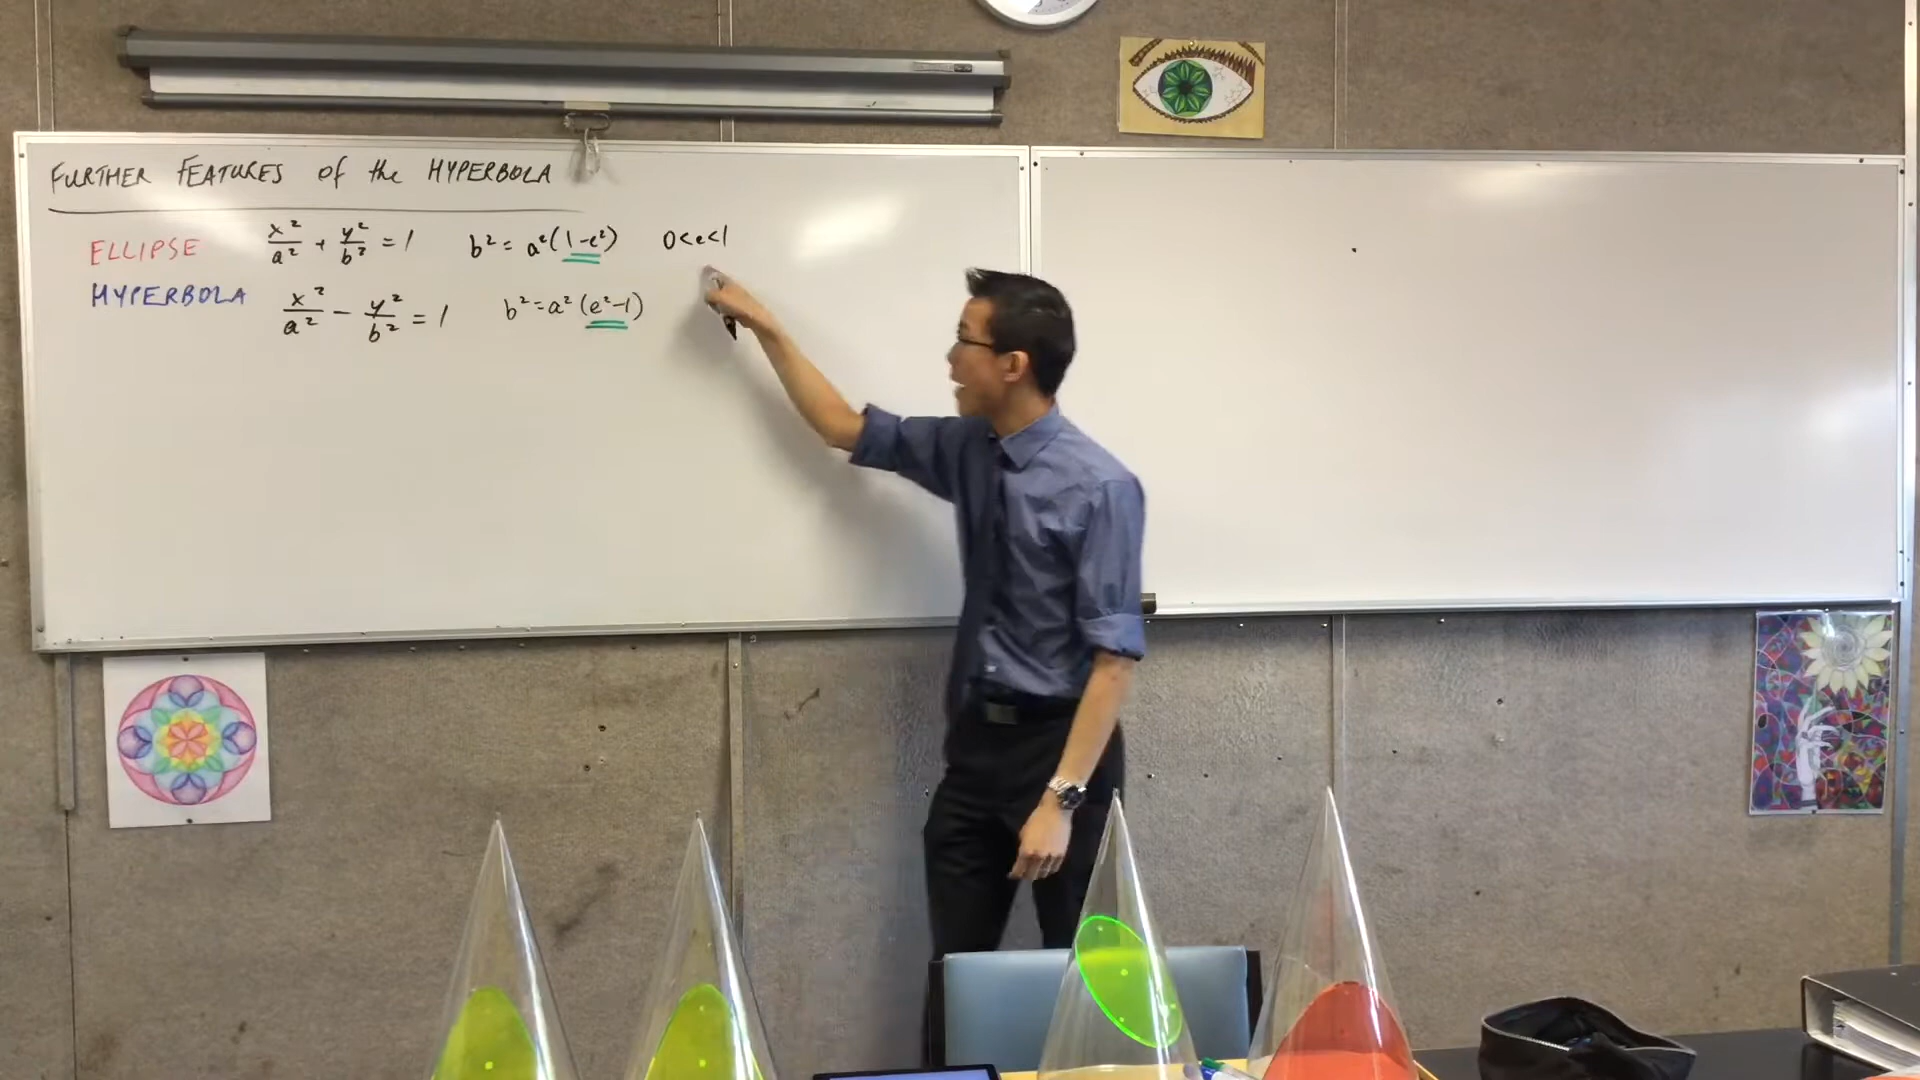 FURTHER FEATURES of the HYPERBOLA
ELLIPSE x²/a² + y²/b² = 1 b² = a²(1-e²) 0<e<1
HYPERBOLA x²/a² - y²/b² = 1 b² = a²(e²-1)